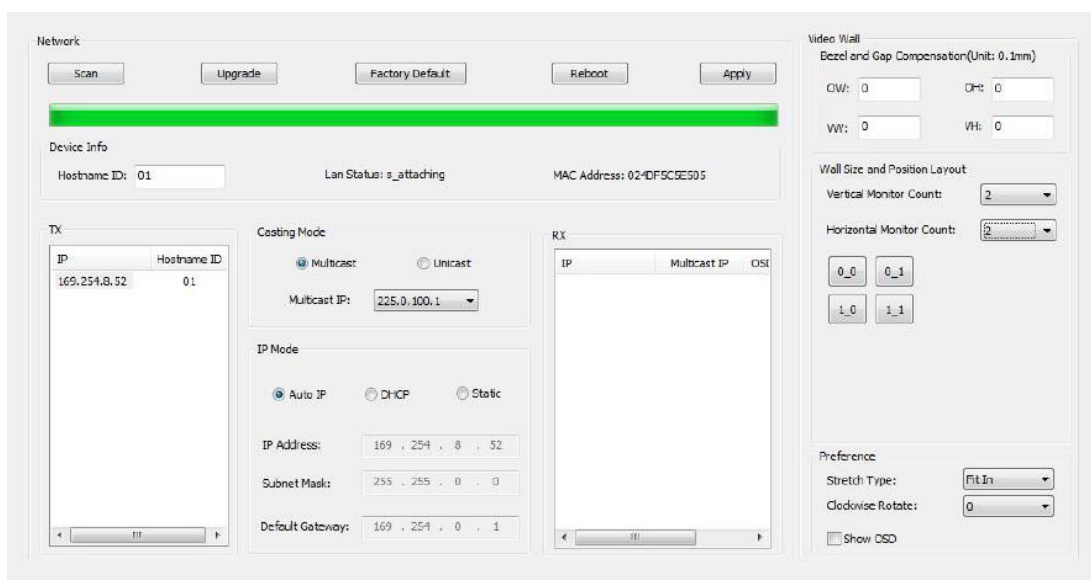 Network
Scan Upgrade Factory Default Reboot Apply
Device Info
Hostname ID: 01 Lan Status: s_attaching MAC Address: 024DF5C5E505
TX
IP Hostname ID
169.254.8.52 01
Casting Mode
Multicast Unicast
Multicast IP: 225.0.100.1
IP Mode
Auto IP DHCP Static
IP Address: 169 . 254 . 8 . 52
Subnet Mask: 255 . 255 . 0 . 0
Default Gateway: 169 . 254 . 0 . 1
RX
IP Multicast IP OSI
Video Wall
Bezel and Gap Compensation(Unit: 0.1mm)
OW: 0 OH: 0
VW: 0 VH: 0
Wall Size and Position Layout
Vertical Monitor Count: 2
Horizontal Monitor Count: 2
0_0 0_1
1_0 1_1
Preference
Stretch Type: Fit In
Clockwise Rotate: 0
Show OSD